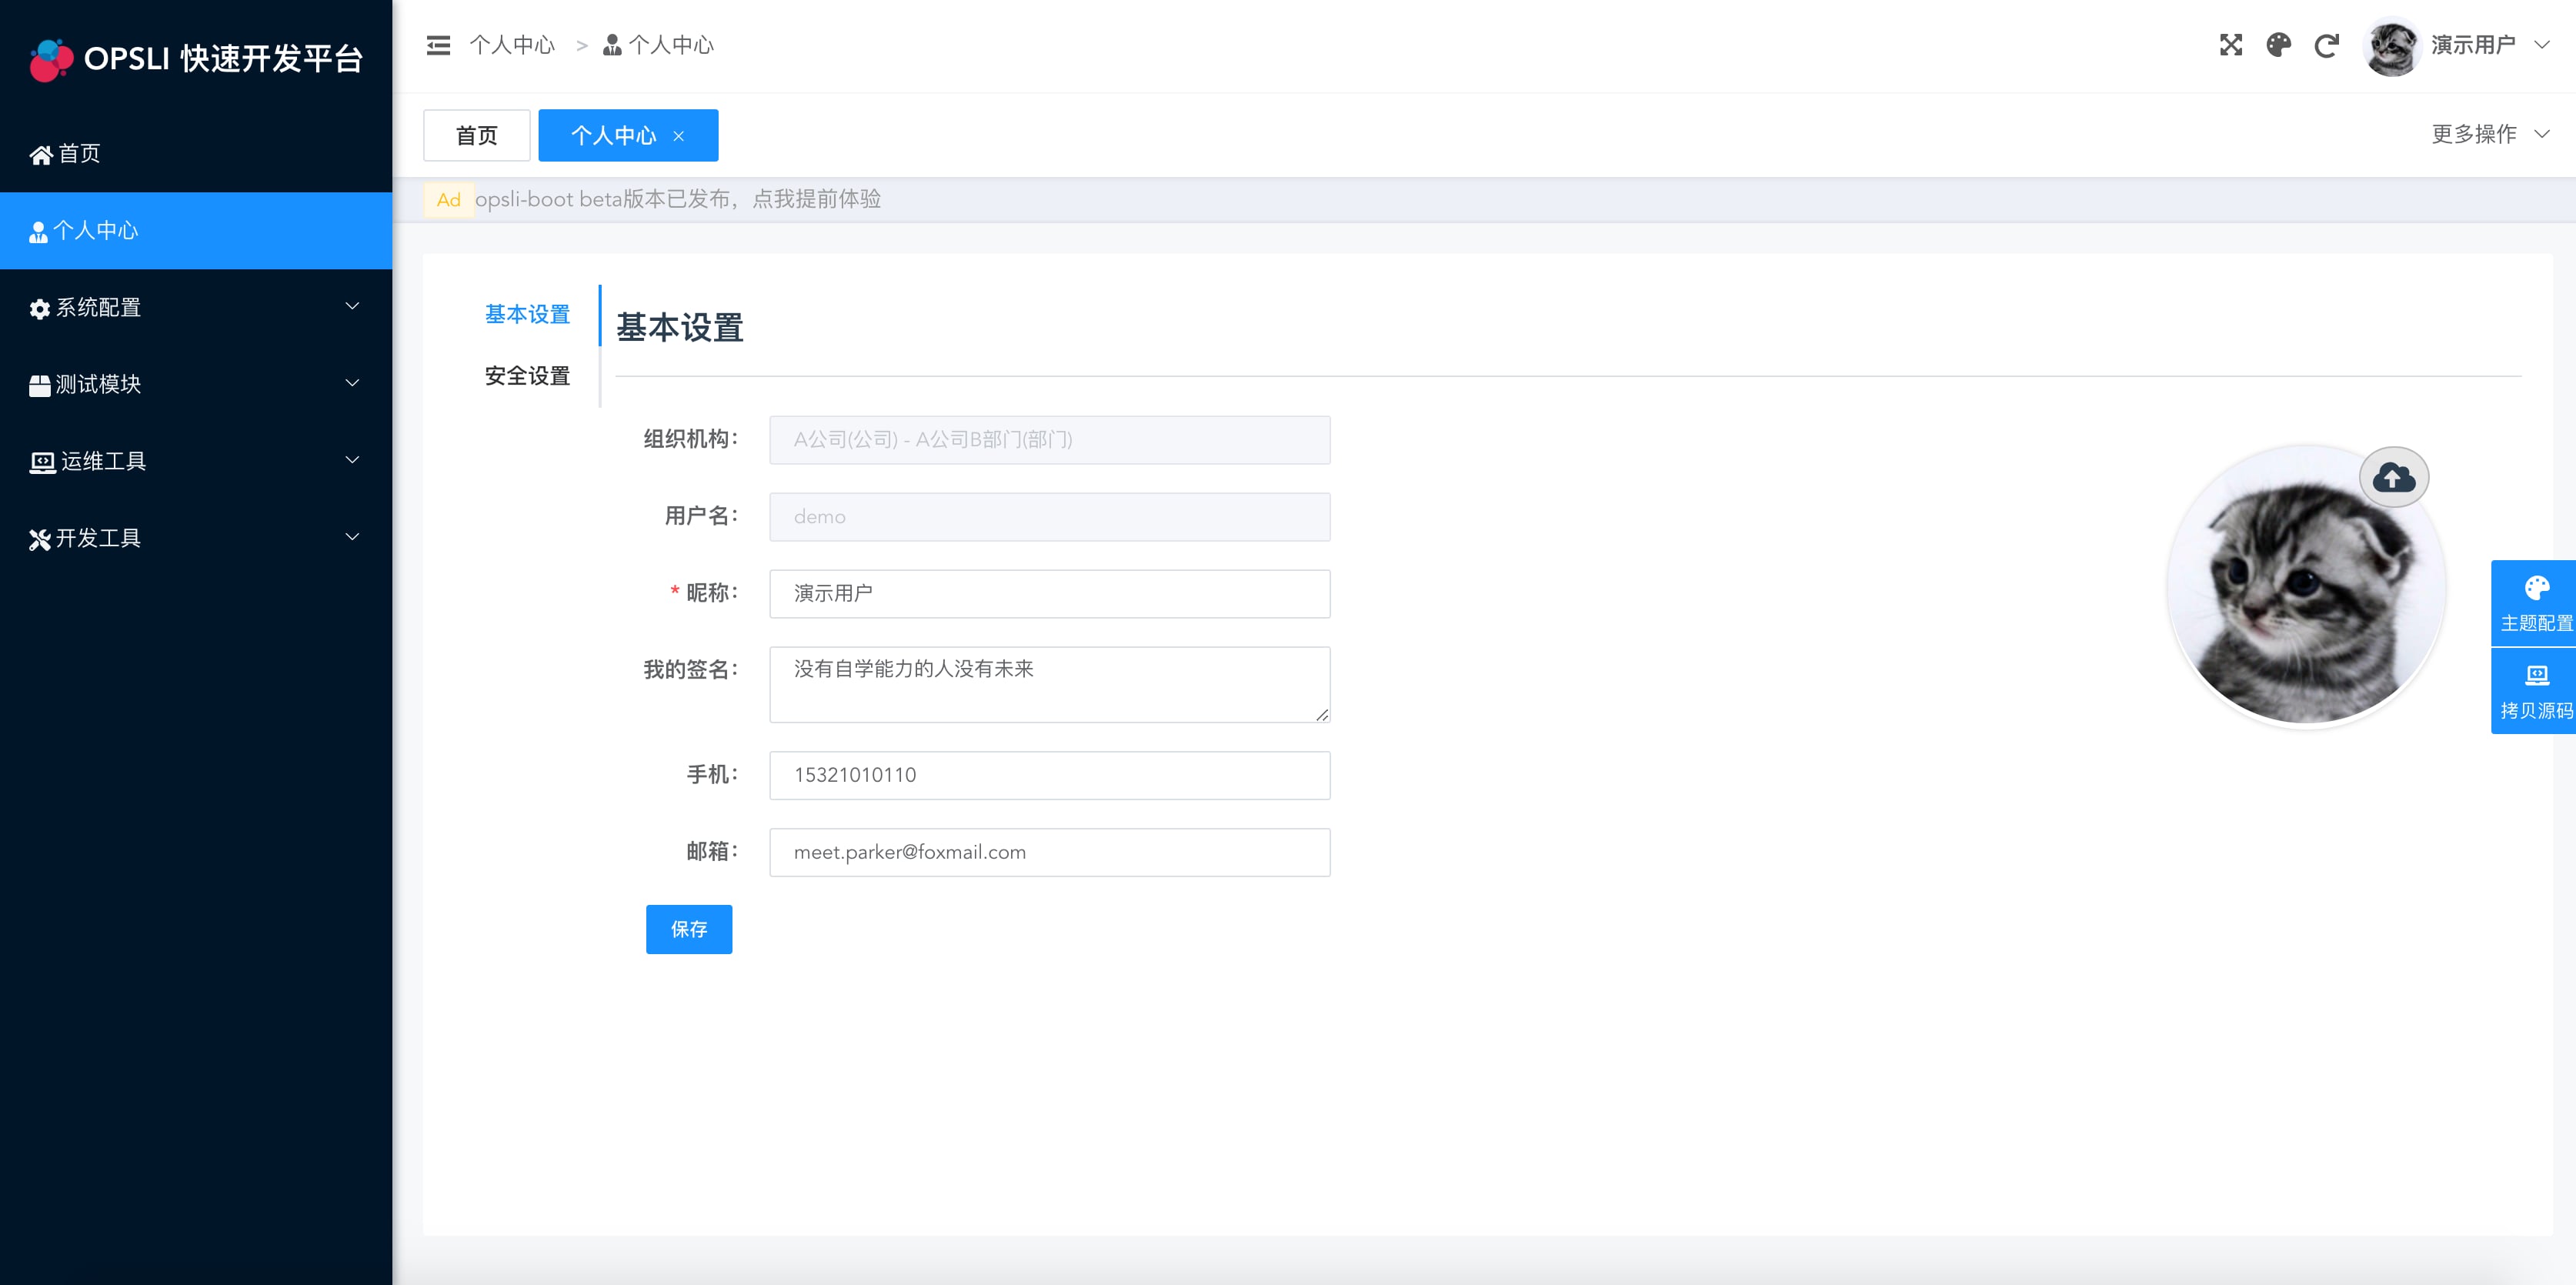 OPSLI 快速开发平台
首页
个人中心
系统配置
测试模块
运维工具
开发工具
个人中心 > 个人中心
演示用户
首页
个人中心 ×
更多操作
Ad opsli-boot beta版本已发布，点我提前体验
基本设置
安全设置
基本设置
组织机构： A公司(公司) - A公司B部门(部门)
用户名： demo
* 昵称： 演示用户
我的签名： 没有自学能力的人没有未来
手机： 15321010110
邮箱： meet.parker@foxmail.com
保存
主题配置
拷贝源码